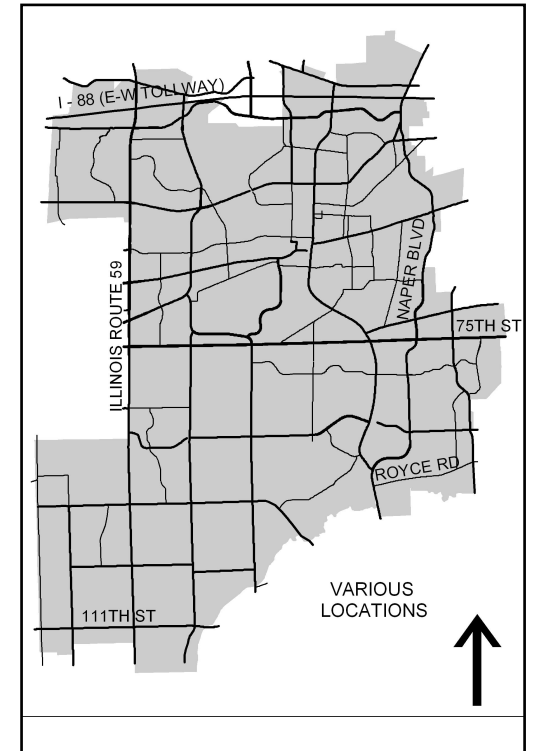 I - 88 (E-W TOLLWAY)
ILLINOIS ROUTE 59
NAPER BLVD
75TH ST
ROYCE RD
VARIOUS
LOCATIONS
111TH ST